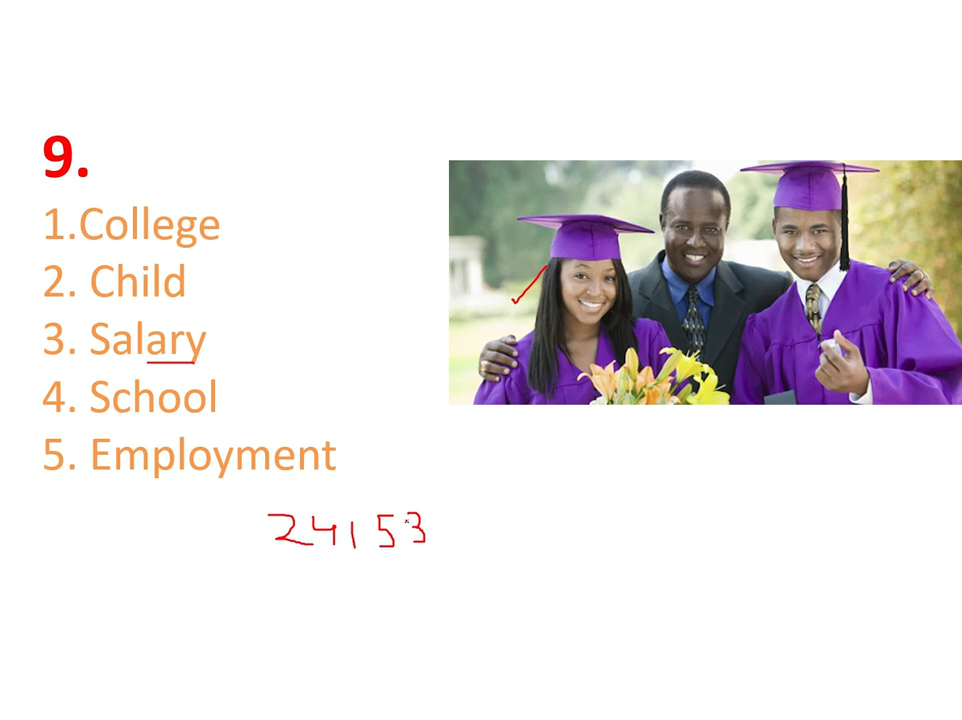 9.
1.College
2. Child
3. Salary
4. School
5. Employment
24153